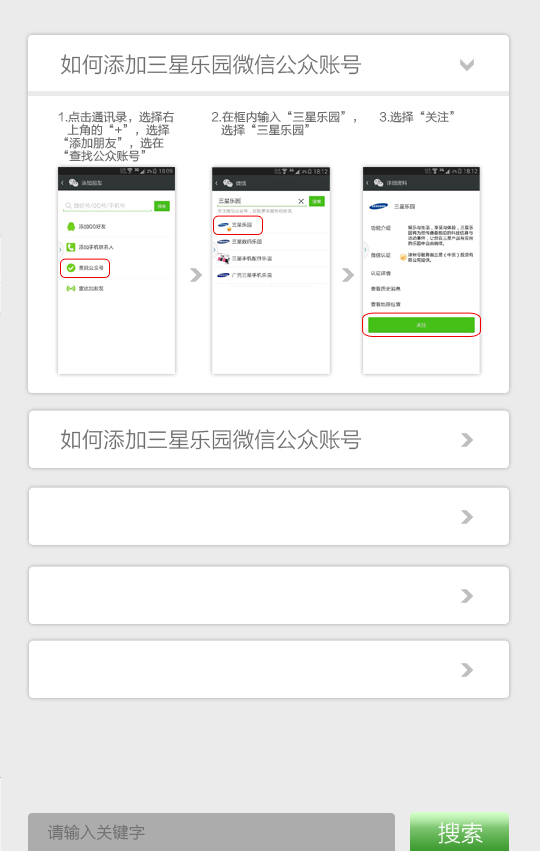 如何添加三星乐园微信公众账号
1.点击通讯录，选择右
上角的“+”，选择
“添加朋友”，选在
“查找公众账号”
2.在框内输入“三星乐园”，
选择“三星乐园”
3.选择“关注”
18:09
添加朋友
微信号/QQ号/手机号
搜索
添加QQ好友
添加手机联系人
查找公众号
雷达加朋友
18:12
微信
三星乐园
搜索
三星乐园
三星数码乐园
三星手机配件乐园
广元三星手机乐园
18:12
详细资料
SAMSUNG
三星乐园
功能介绍
微信认证
认证详情
查看历史消息
查看地理位置
关注
如何添加三星乐园微信公众账号
请输入关键字
搜索